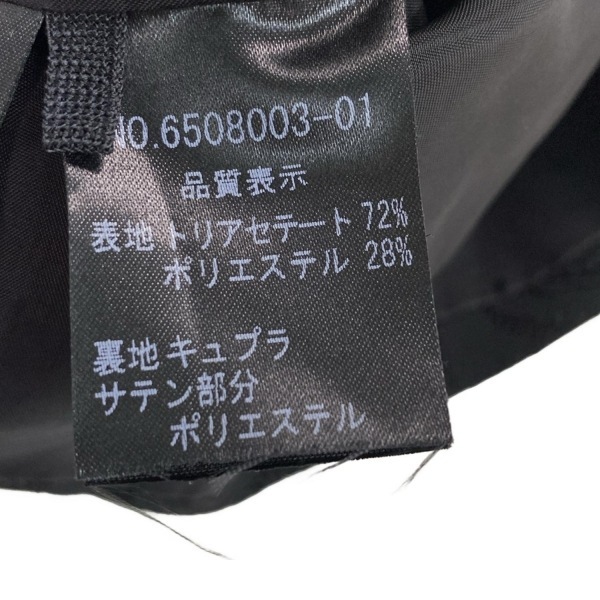 NO.6508003-01
品質表示
表地 トリアセテート 72%
ポリエステル 28%
裏地 キュプラ
サテン部分
ポリエステル